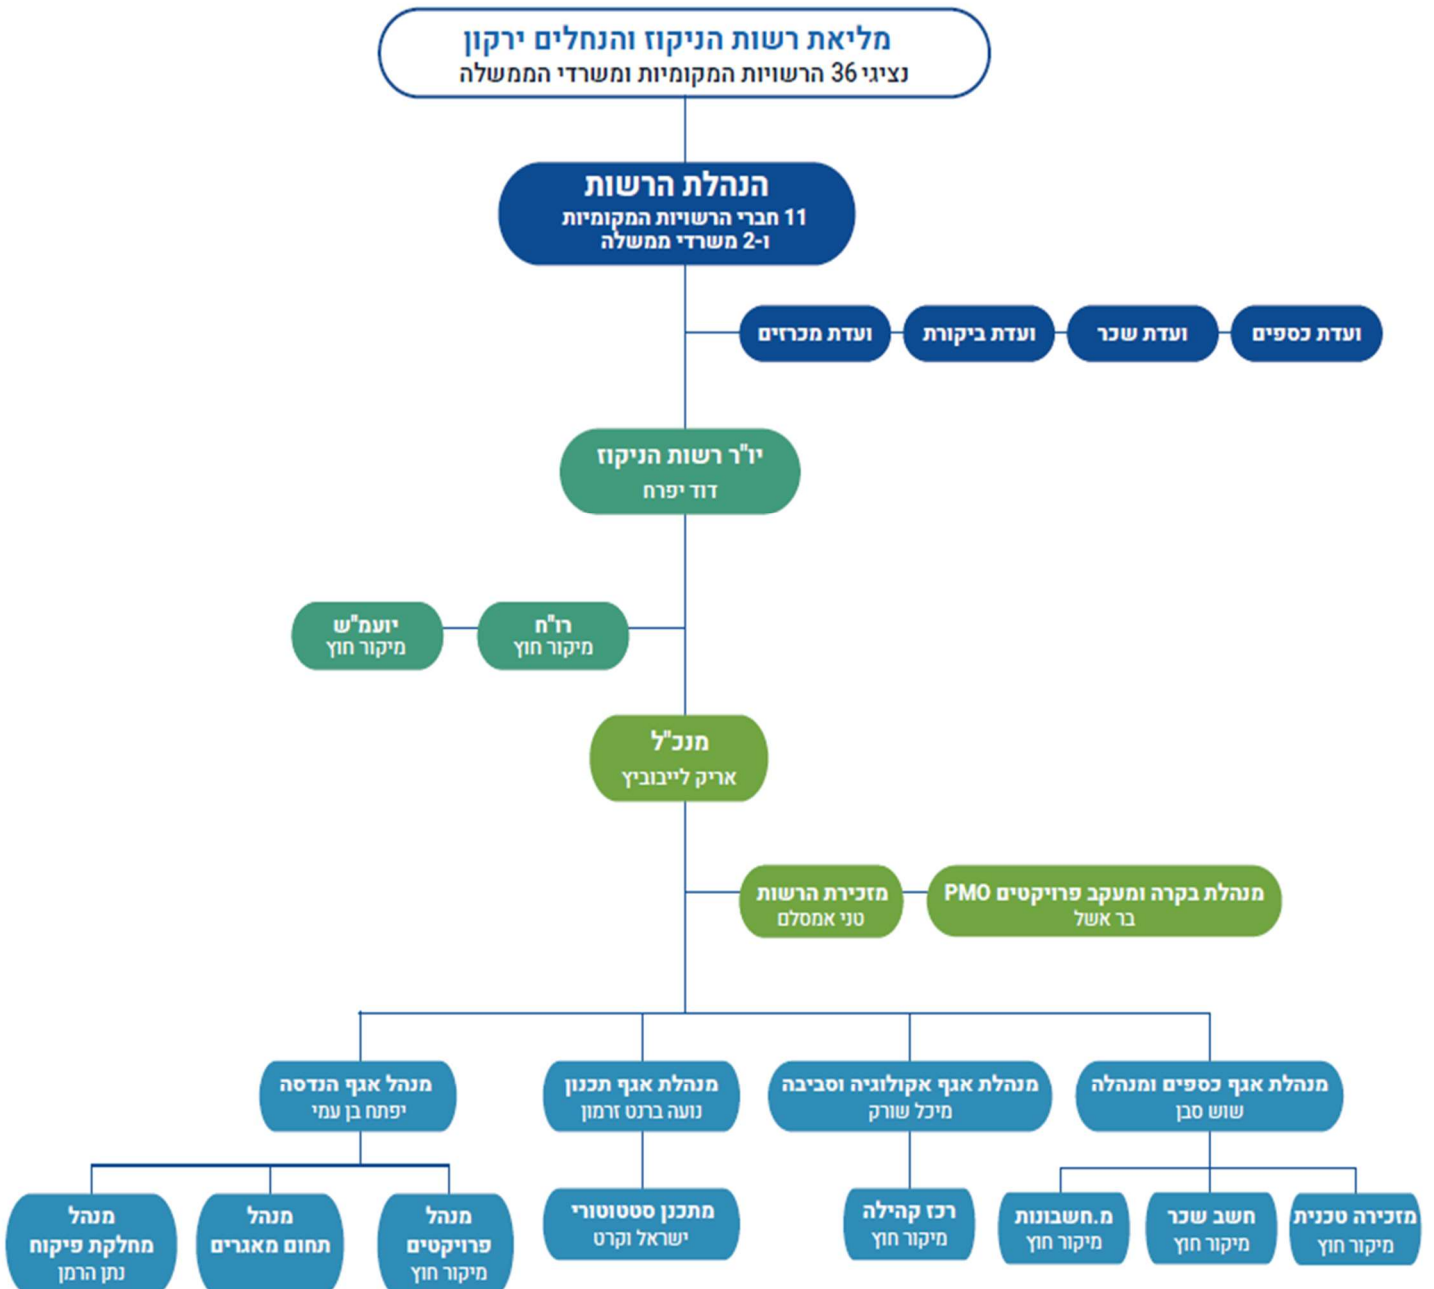 מליאת רשות הניקוז והנחלים ירקון
נציגי 36 הרשויות המקומיות ומשרדי הממשלה
הנהלת הרשות
11 חברי הרשויות המקומיות
ו-2 משרדי ממשלה
ועדת כספים
ועדת שכר
ועדת ביקורת
ועדת מכרזים
יו"ר רשות הניקוז
דוד יפרח
רו"ח
מיקור חוץ
יועמ"ש
מיקור חוץ
מנכ"ל
אריק לייבוביץ
מנהלת בקרה ומעקב פרויקטים PMO
בר אשל
מזכירת הרשות
טני אמסלם
מנהלת אגף כספים ומנהלה
שוש סבן
מנהלת אגף אקולוגיה וסביבה
מיכל שורק
מנהלת אגף תכנון
נועה ברנט זרמון
מנהל אגף הנדסה
יפתח בן עמי
מזכירה טכנית
מיקור חוץ
חשב שכר
מיקור חוץ
מ.חשבונות
מיקור חוץ
רכז קהילה
מיקור חוץ
מתכנן סטטוטורי
ישראל וקרט
מנהל
פרויקטים
מיקור חוץ
מנהל
תחום מאגרים
מנהל
מחלקת פיקוח
נתן הרמן